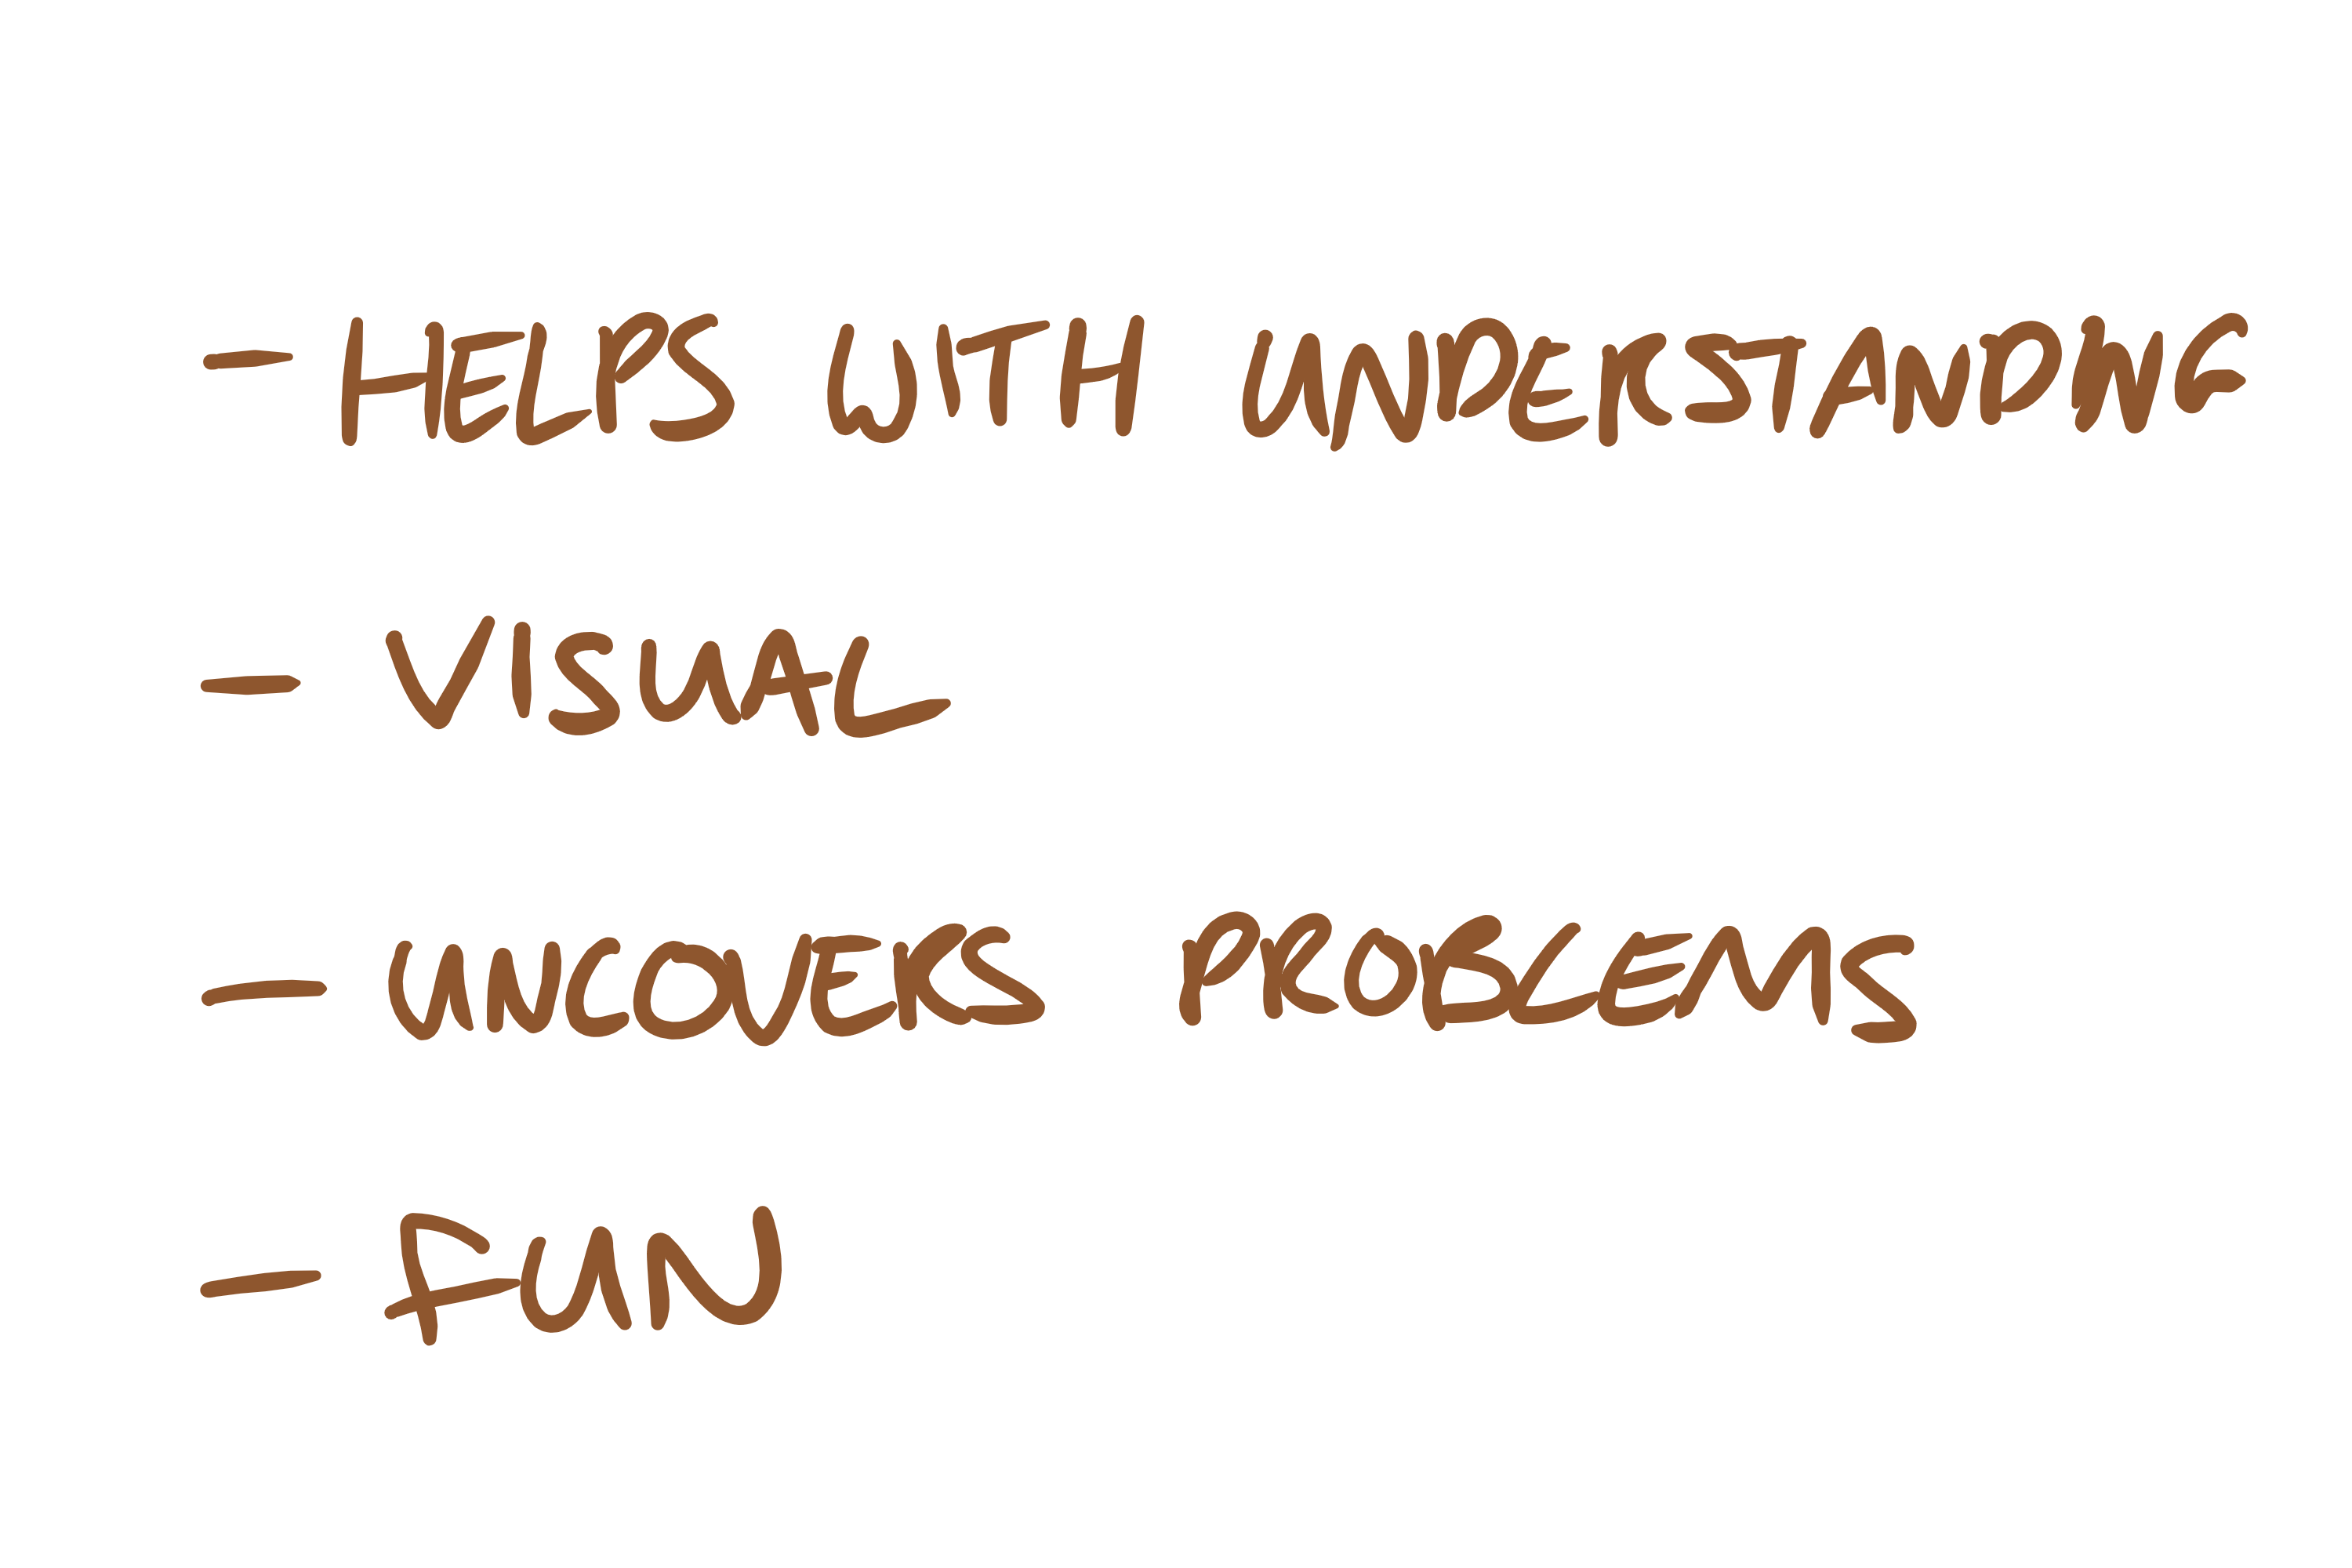 - HELPS WITH UNDERSTANDING
- VISUAL
- UNCOVERS PROBLEMS
- FUN